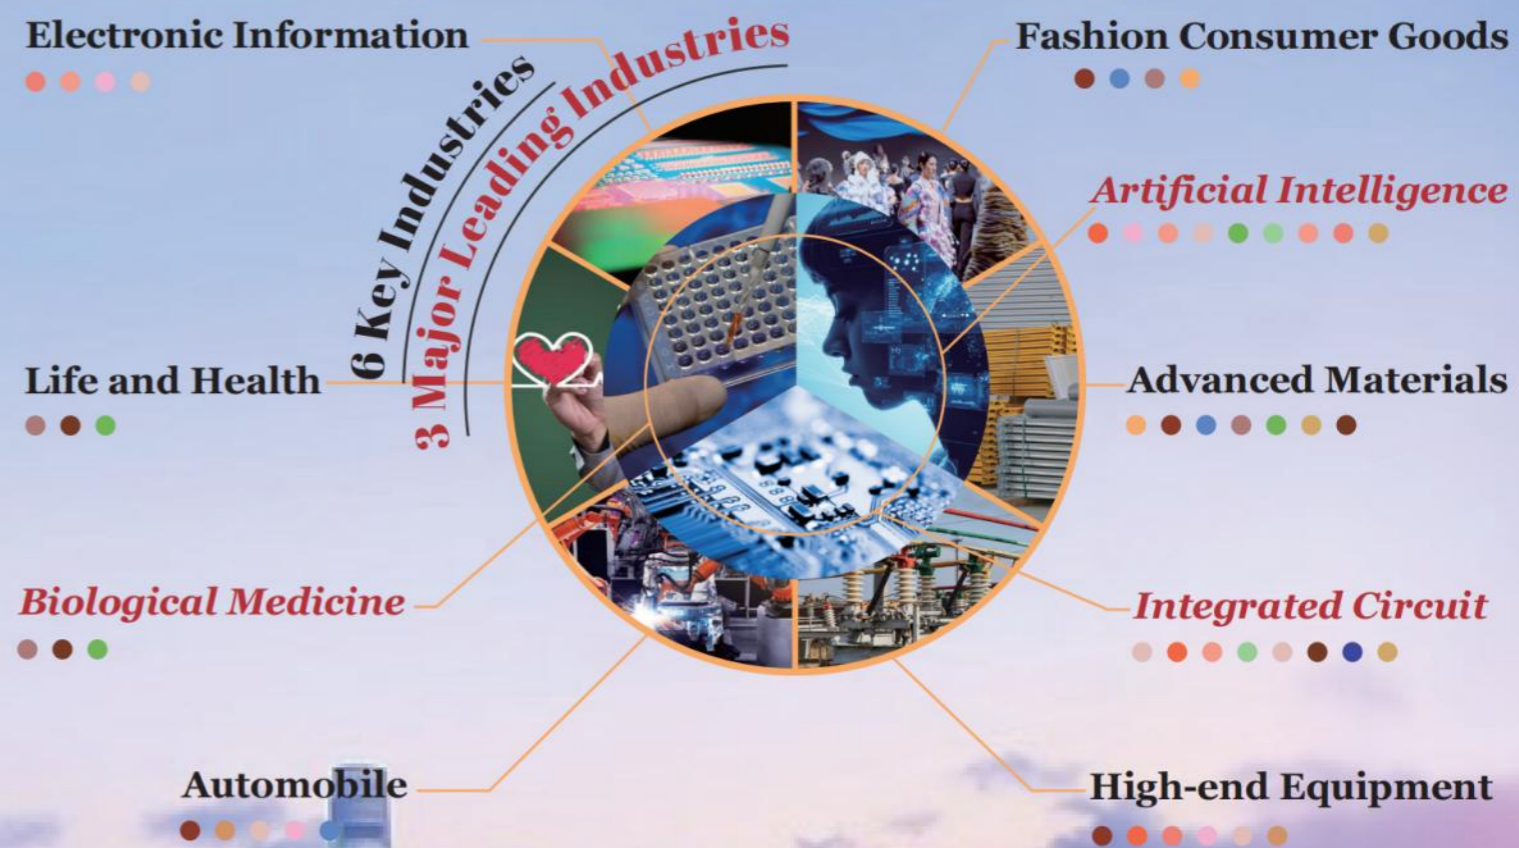 Electronic Information
6 Key Industries
3 Major Leading Industries
Fashion Consumer Goods
Artificial Intelligence
Life and Health
Advanced Materials
Biological Medicine
Integrated Circuit
Automobile
High-end Equipment